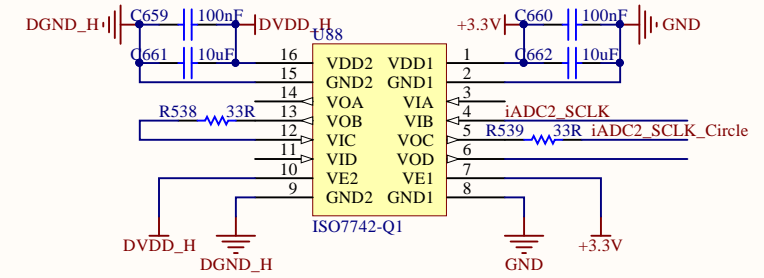 C659 100nF
DGND_H DVDD_H
C661 10uF
C660 100nF
+3.3V GND
C662 10uF
U88
16 VDD2 VDD1 1
15 GND2 GND1 2
14 VOA VIA 3
R538 33R 13 VOB VIB 4 iADC2_SCLK
12 VIC VOC 5 R539 33R iADC2_SCLK_Circle
11 VID VOD 6
10 VE2 VE1 7
9 GND2 GND1 8
ISO7742-Q1
DVDD_H
DGND_H
GND
+3.3V